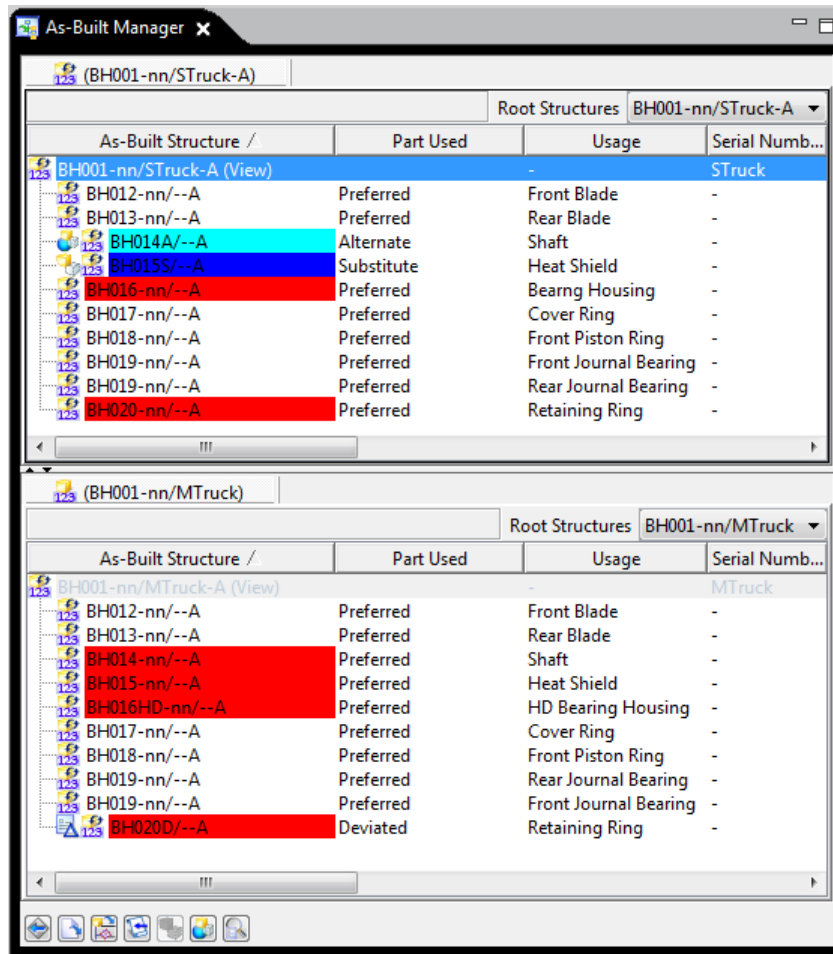 As-Built Manager
(BH001-nn/STruck-A)
Root Structures BH001-nn/STruck-A
As-Built Structure Part Used Usage Serial Numb...
BH001-nn/STruck-A (View) - STruck
BH012-nn/--A Preferred Front Blade -
BH013-nn/--A Preferred Rear Blade -
BH014A/--A Alternate Shaft -
BH015S/--A Substitute Heat Shield -
BH016-nn/--A Preferred Bearng Housing -
BH017-nn/--A Preferred Cover Ring -
BH018-nn/--A Preferred Front Piston Ring -
BH019-nn/--A Preferred Front Journal Bearing -
BH019-nn/--A Preferred Rear Journal Bearing -
BH020-nn/--A Preferred Retaining Ring -
(BH001-nn/MTruck)
Root Structures BH001-nn/MTruck
As-Built Structure Part Used Usage Serial Numb...
BH001-nn/MTruck-A (View) - MTruck
BH012-nn/--A Preferred Front Blade -
BH013-nn/--A Preferred Rear Blade -
BH014-nn/--A Preferred Shaft -
BH015-nn/--A Preferred Heat Shield -
BH016HD-nn/--A Preferred HD Bearing Housing -
BH017-nn/--A Preferred Cover Ring -
BH018-nn/--A Preferred Front Piston Ring -
BH019-nn/--A Preferred Rear Journal Bearing -
BH019-nn/--A Preferred Front Journal Bearing -
BH020D/--A Deviated Retaining Ring -